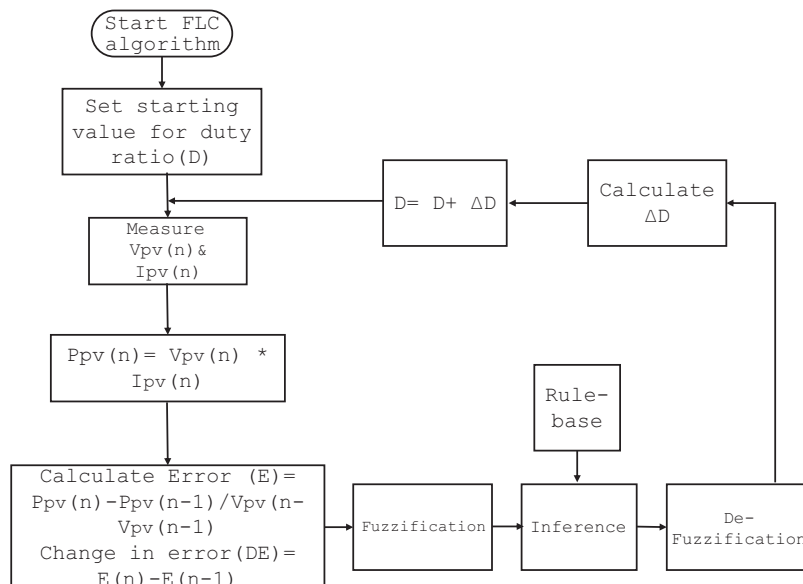 Start FLC
algorithm
Set starting
value for duty
ratio(D)
D= D+ ΔD
Calculate
ΔD
Measure
Vpv(n)&
Ipv(n)
Ppv(n)= Vpv(n) *
Ipv(n)
Rule-
base
Calculate Error (E)=
Ppv(n)-Ppv(n-1)/Vpv(n-
Vpv(n-1)
Change in error(DE)=
E(n)-E(n-1)
Fuzzification
Inference
De-
Fuzzification